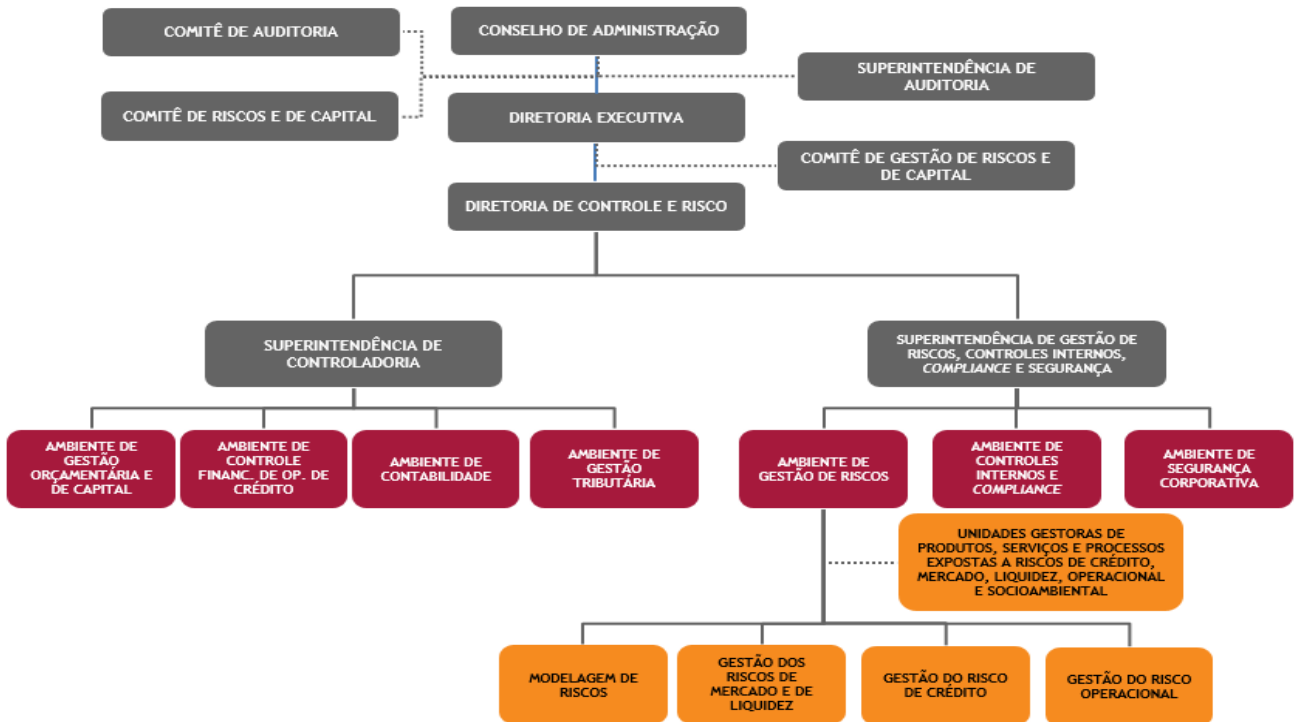 COMITÊ DE AUDITORIA
CONSELHO DE ADMINISTRAÇÃO
SUPERINTENDÊNCIA DE
AUDITORIA
COMITÊ DE RISCOS E DE CAPITAL
DIRETORIA EXECUTIVA
COMITÊ DE GESTÃO DE RISCOS E
DE CAPITAL
DIRETORIA DE CONTROLE E RISCO
SUPERINTENDÊNCIA DE
CONTROLADORIA
SUPERINTENDÊNCIA DE GESTÃO DE
RISCOS, CONTROLES INTERNOS,
COMPLIANCE E SEGURANÇA
AMBIENTE DE
GESTÃO
ORÇAMENTÁRIA E
DE CAPITAL
AMBIENTE DE
CONTROLE
FINANC. DE OP. DE
CRÉDITO
AMBIENTE DE
CONTABILIDADE
AMBIENTE DE
GESTÃO
TRIBUTÁRIA
AMBIENTE DE
GESTÃO DE RISCOS
AMBIENTE DE
CONTROLES
INTERNOS E
COMPLIANCE
AMBIENTE DE
SEGURANÇA
CORPORATIVA
UNIDADES GESTORAS DE
PRODUTOS, SERVIÇOS E PROCESSOS
EXPOSTAS A RISCOS DE CRÉDITO,
MERCADO, LIQUIDEZ, OPERACIONAL
E SOCIOAMBIENTAL
MODELAGEM DE
RISCOS
GESTÃO DOS
RISCOS DE
MERCADO E DE
LIQUIDEZ
GESTÃO DO RISCO
DE CRÉDITO
GESTÃO DO RISCO
OPERACIONAL